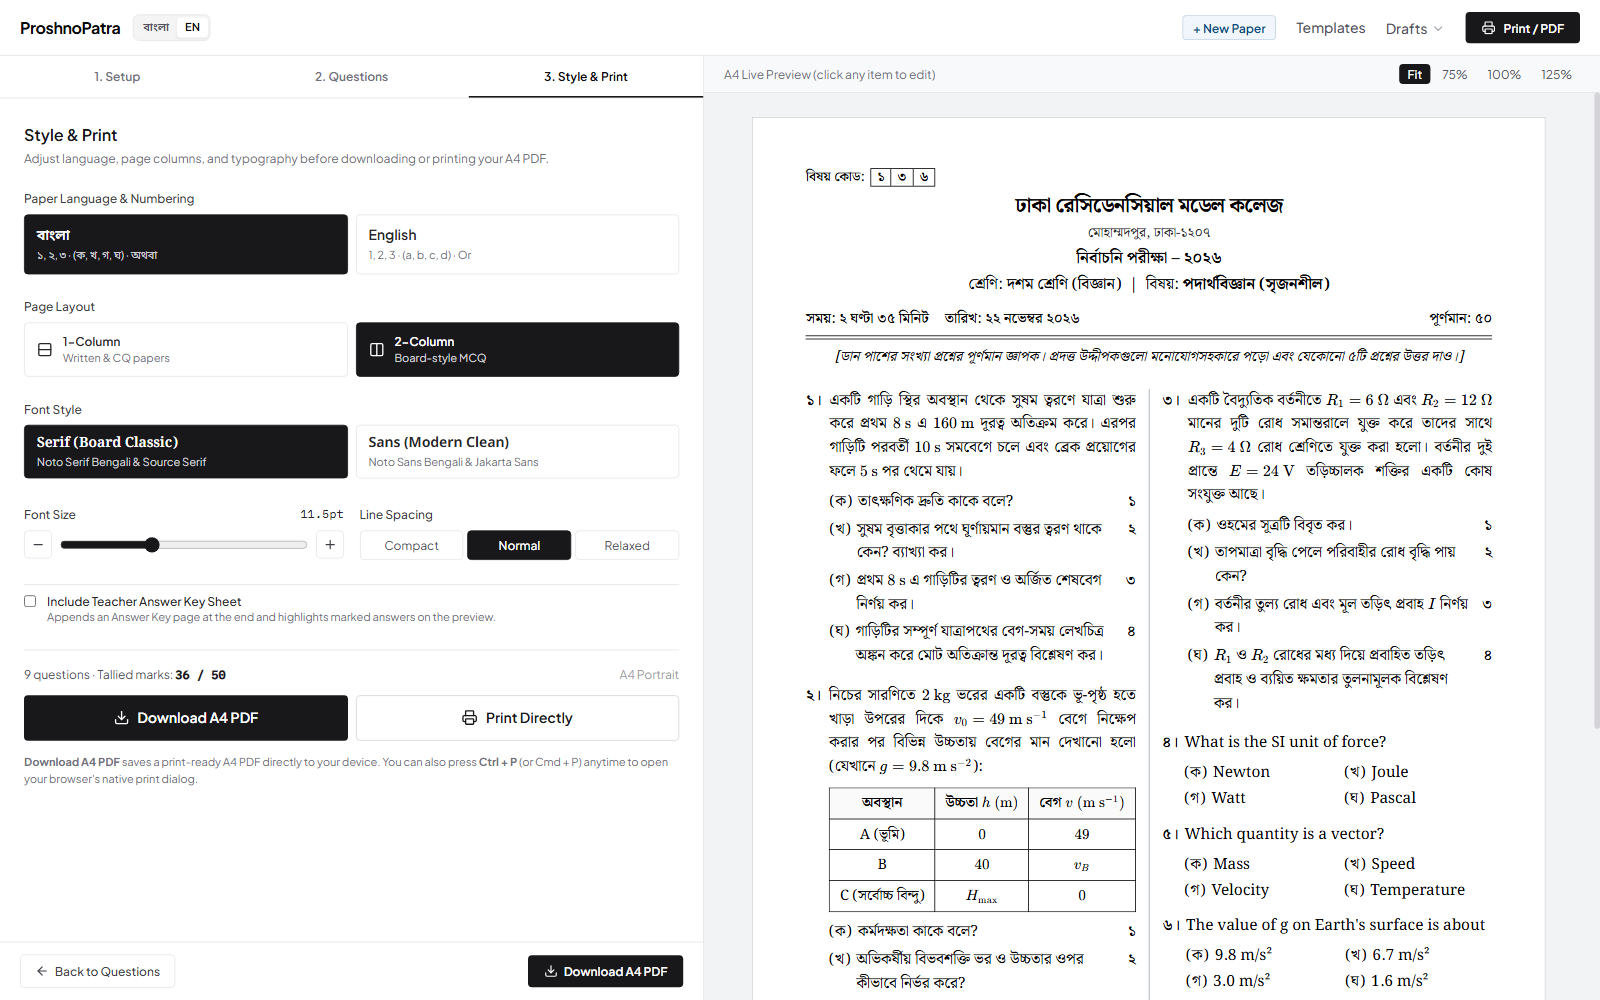 ProshnoPatra বাংলা EN + New Paper Templates Drafts Print / PDF
1. Setup 2. Questions 3. Style & Print
Style & Print
Adjust language, page columns, and typography before downloading or printing your A4 PDF.
Paper Language & Numbering
বাংলা
১, ২, ৩ · (ক, খ, গ, ঘ) · অথবা
English
1, 2, 3 · (a, b, c, d) · Or
Page Layout
1-Column
Written & CQ papers
2-Column
Board-style MCQ
Font Style
Serif (Board Classic)
Noto Serif Bengali & Source Serif
Sans (Modern Clean)
Noto Sans Bengali & Jakarta Sans
Font Size 11.5pt Line Spacing
− + Compact Normal Relaxed
Include Teacher Answer Key Sheet
Appends an Answer Key page at the end and highlights marked answers on the preview.
9 questions · Tallied marks: 36 / 50 A4 Portrait
Download A4 PDF Print Directly
Download A4 PDF saves a print-ready A4 PDF directly to your device. You can also press Ctrl + P (or Cmd + P) anytime to open
your browser's native print dialog.
Back to Questions Download A4 PDF
A4 Live Preview (click any item to edit) Fit 75% 100% 125%
বিষয় কোড: ১ ৩ ৬
ঢাকা রেসিডেনসিয়াল মডেল কলেজ
মোহাম্মদপুর, ঢাকা-১২০৭
নির্বাচনি পরীক্ষা – ২০২৬
শ্রেণি: দশম শ্রেণি (বিজ্ঞান) | বিষয়: পদার্থবিজ্ঞান (সৃজনশীল)
সময়: ২ ঘণ্টা ৩৫ মিনিট তারিখ: ২২ নভেম্বর ২০২৬ পূর্ণমান: ৫০
[ডান পাশের সংখ্যা প্রশ্নের পূর্ণমান জ্ঞাপক। প্রদত্ত উদ্দীপকগুলো মনোযোগসহকারে পড়ো এবং যেকোনো ৫টি প্রশ্নের উত্তর দাও।]
১। একটি গাড়ি স্থির অবস্থান থেকে সুষম ত্বরণে যাত্রা শুরু
করে প্রথম 8 s এ 160 m দূরত্ব অতিক্রম করে। এরপর
গাড়িটি পরবর্তী 10 s সমবেগে চলে এবং ব্রেক প্রয়োগের
ফলে 5 s পর থেমে যায়।
(ক) তাৎক্ষণিক দ্রুতি কাকে বলে? ১
(খ) সুষম বৃত্তাকার পথে ঘূর্ণায়মান বস্তুর ত্বরণ থাকে ২
কেন? ব্যাখ্যা কর।
(গ) প্রথম 8 s এ গাড়িটির ত্বরণ ও অর্জিত শেষবেগ ৩
নির্ণয় কর।
(ঘ) গাড়িটির সম্পূর্ণ যাত্রাপথের বেগ-সময় লেখচিত্র ৪
অঙ্কন করে মোট অতিক্রান্ত দূরত্ব বিশ্লেষণ কর।
২। নিচের সারণিতে 2 kg ভরের একটি বস্তুকে ভূ-পৃষ্ঠ হতে
খাড়া উপরের দিকে v₀ = 49 m s⁻¹ বেগে নিক্ষেপ
করার পর বিভিন্ন উচ্চতায় বেগের মান দেখানো হলো
(যেখানে g = 9.8 m s⁻²):
অবস্থান উচ্চতা h (m) বেগ v (m s⁻¹)
A (ভূমি) 0 49
B 40 v_B
C (সর্বোচ্চ বিন্দু) H_max 0
(ক) কর্মদক্ষতা কাকে বলে? ১
(খ) অভিকর্ষীয় বিভবশক্তি ভর ও উচ্চতার ওপর ২
কীভাবে নির্ভর করে?
৩। একটি বৈদ্যুতিক বর্তনীতে R₁ = 6 Ω এবং R₂ = 12 Ω
মানের দুটি রোধ সমান্তরালে যুক্ত করে তাদের সাথে
R₃ = 4 Ω রোধ শ্রেণিতে যুক্ত করা হলো। বর্তনীর দুই
প্রান্তে E = 24 V তড়িচ্চালক শক্তির একটি কোষ
সংযুক্ত আছে।
(ক) ওহমের সূত্রটি বিবৃত কর। ১
(খ) তাপমাত্রা বৃদ্ধি পেলে পরিবাহীর রোধ বৃদ্ধি পায় ২
কেন?
(গ) বর্তনীর তুল্য রোধ এবং মূল তড়িৎ প্রবাহ I নির্ণয় ৩
কর।
(ঘ) R₁ ও R₂ রোধের মধ্য দিয়ে প্রবাহিত তড়িৎ ৪
প্রবাহ ও ব্যয়িত ক্ষমতার তুলনামূলক বিশ্লেষণ
কর।
৪। What is the SI unit of force?
(ক) Newton (খ) Joule
(গ) Watt (ঘ) Pascal
৫। Which quantity is a vector?
(ক) Mass (খ) Speed
(গ) Velocity (ঘ) Temperature
৬। The value of g on Earth's surface is about
(ক) 9.8 m/s² (খ) 6.7 m/s²
(গ) 3.0 m/s² (ঘ) 1.6 m/s²